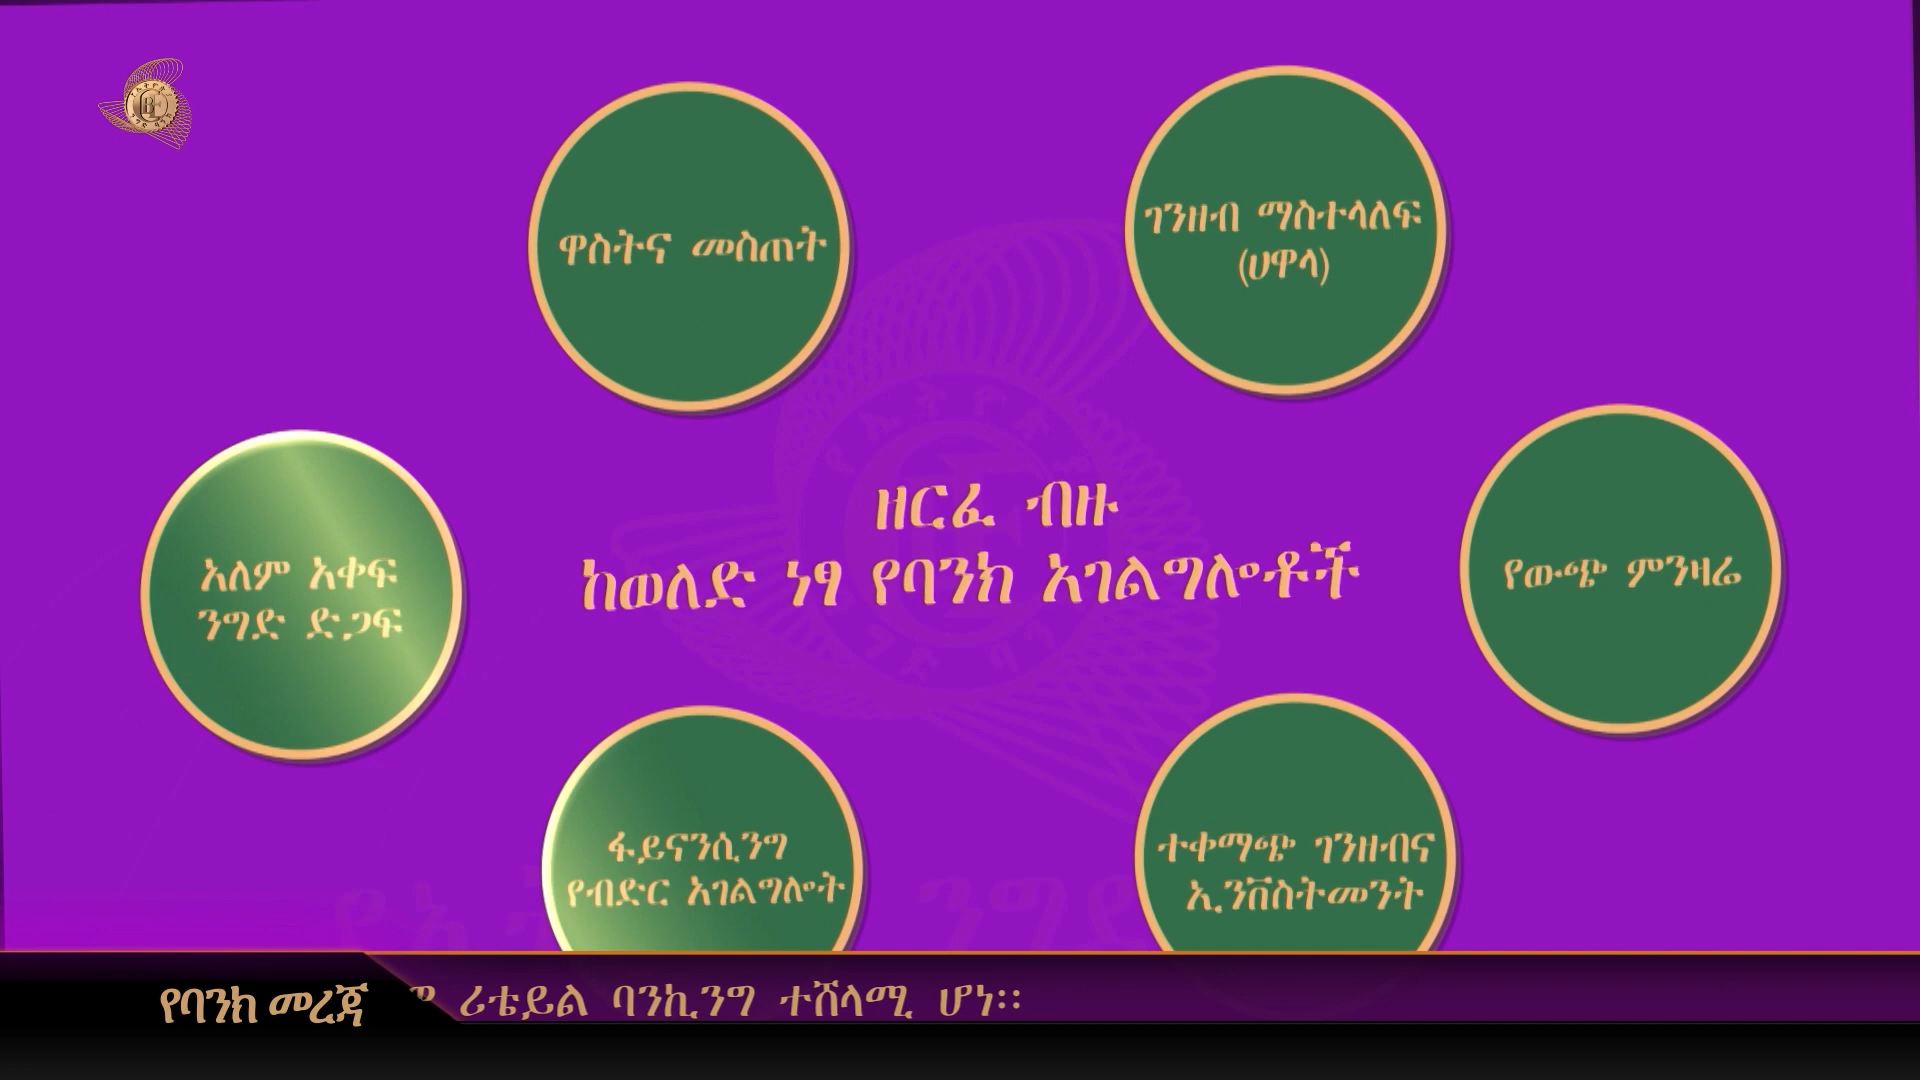 ዋስትና መስጠት
ገንዘብ ማስተላለፍ
(ሀዋላ)
ዘርፈ ብዙ
ከወለድ ነፃ የባንክ አገልግሎቶች
አለም አቀፍ
ንግድ ድጋፍ
የውጭ ምንዛሬ
ፋይናንሲንግ
የብድር አገልግሎት
ተቀማጭ ገንዘብና
ኢንቨስትመንት
የባንክ መረጃ
ሪቴይል ባንኪንግ ተሸላሚ ሆነ፡፡